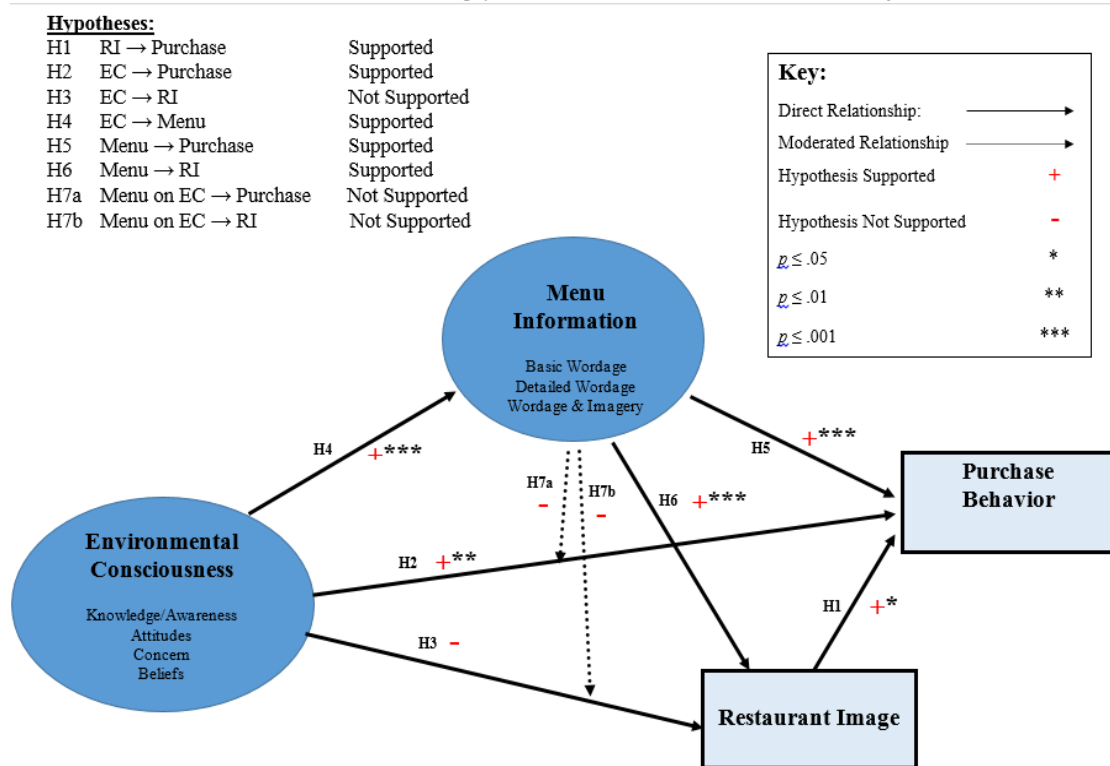 Hypotheses:
H1 RI → Purchase Supported
H2 EC → Purchase Supported
H3 EC → RI Not Supported
H4 EC → Menu Supported
H5 Menu → Purchase Supported
H6 Menu → RI Supported
H7a Menu on EC → Purchase Not Supported
H7b Menu on EC → RI Not Supported
Key:
Direct Relationship:
Moderated Relationship
Hypothesis Supported +
Hypothesis Not Supported -
p ≤ .05 *
p ≤ .01 **
p ≤ .001 ***
Menu
Information
Basic Wordage
Detailed Wordage
Wordage & Imagery
H4 +***
H5 +***
H7a -
H7b -
H6 +***
Purchase
Behavior
Environmental
Consciousness
Knowledge/Awareness
Attitudes
Concern
Beliefs
H2 +**
H3 -
H1 +*
Restaurant Image